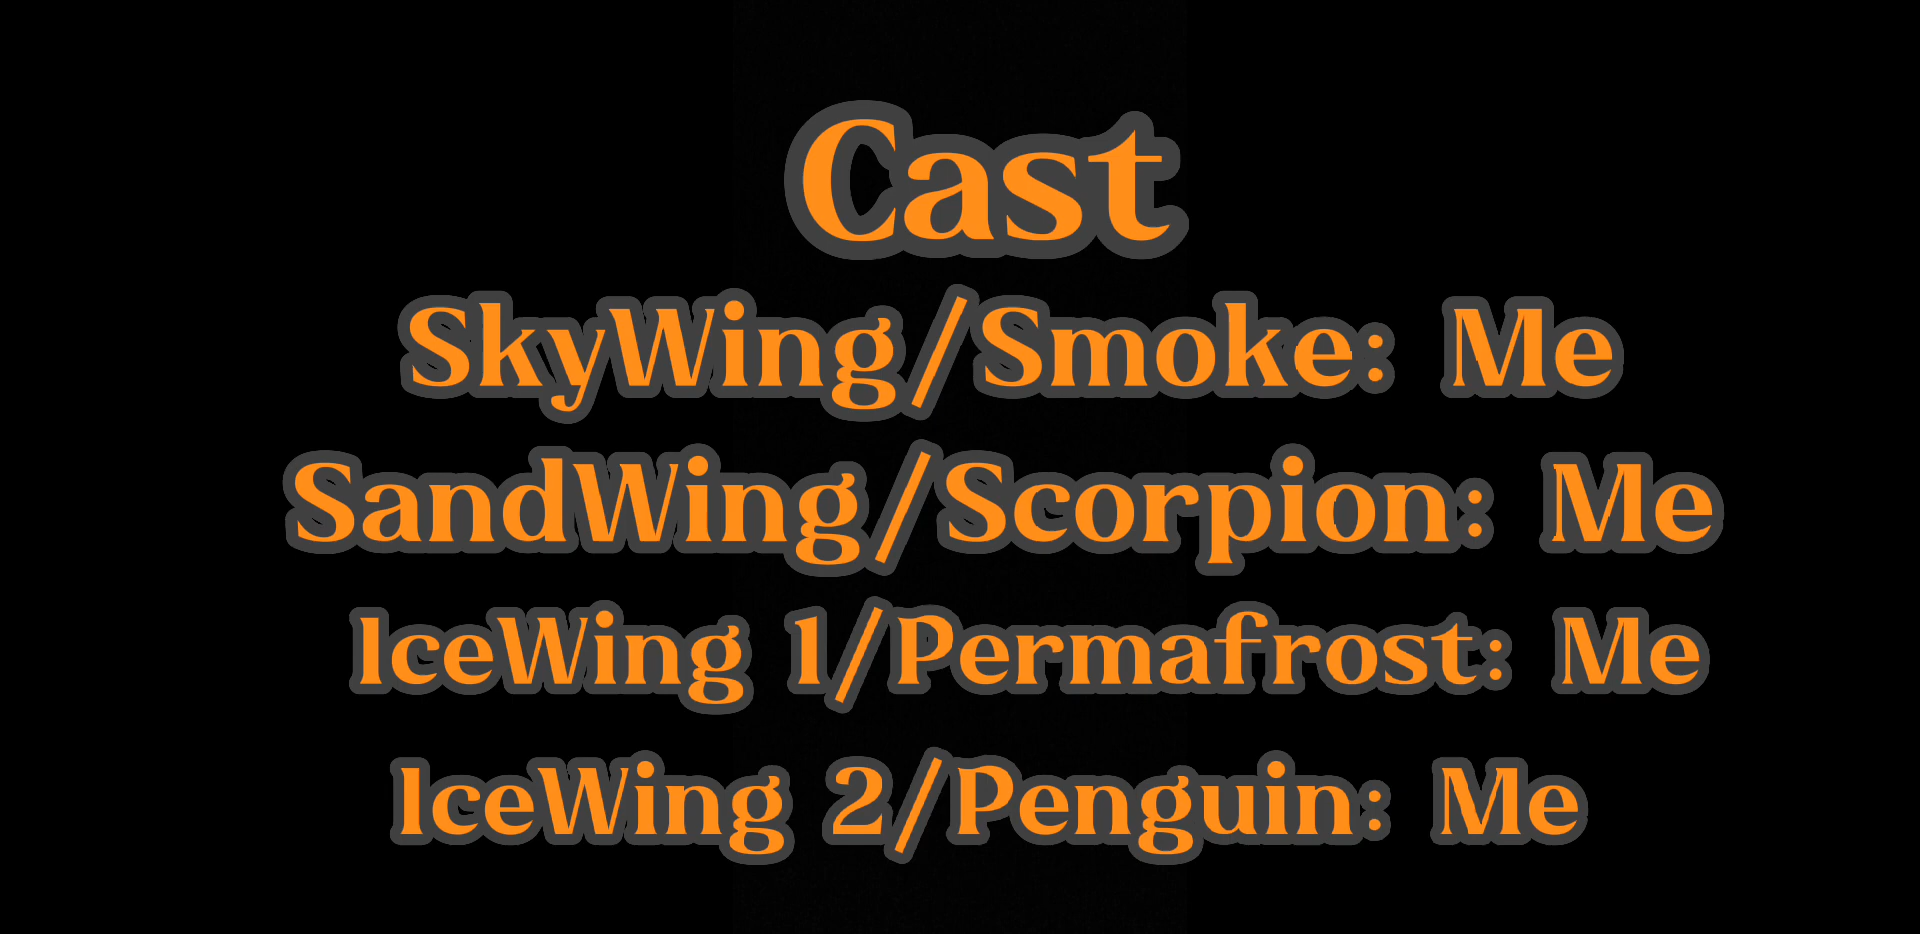 Cast
SkyWing/Smoke: Me
SandWing/Scorpion: Me
IceWing 1/Permafrost: Me
IceWing 2/Penguin: Me